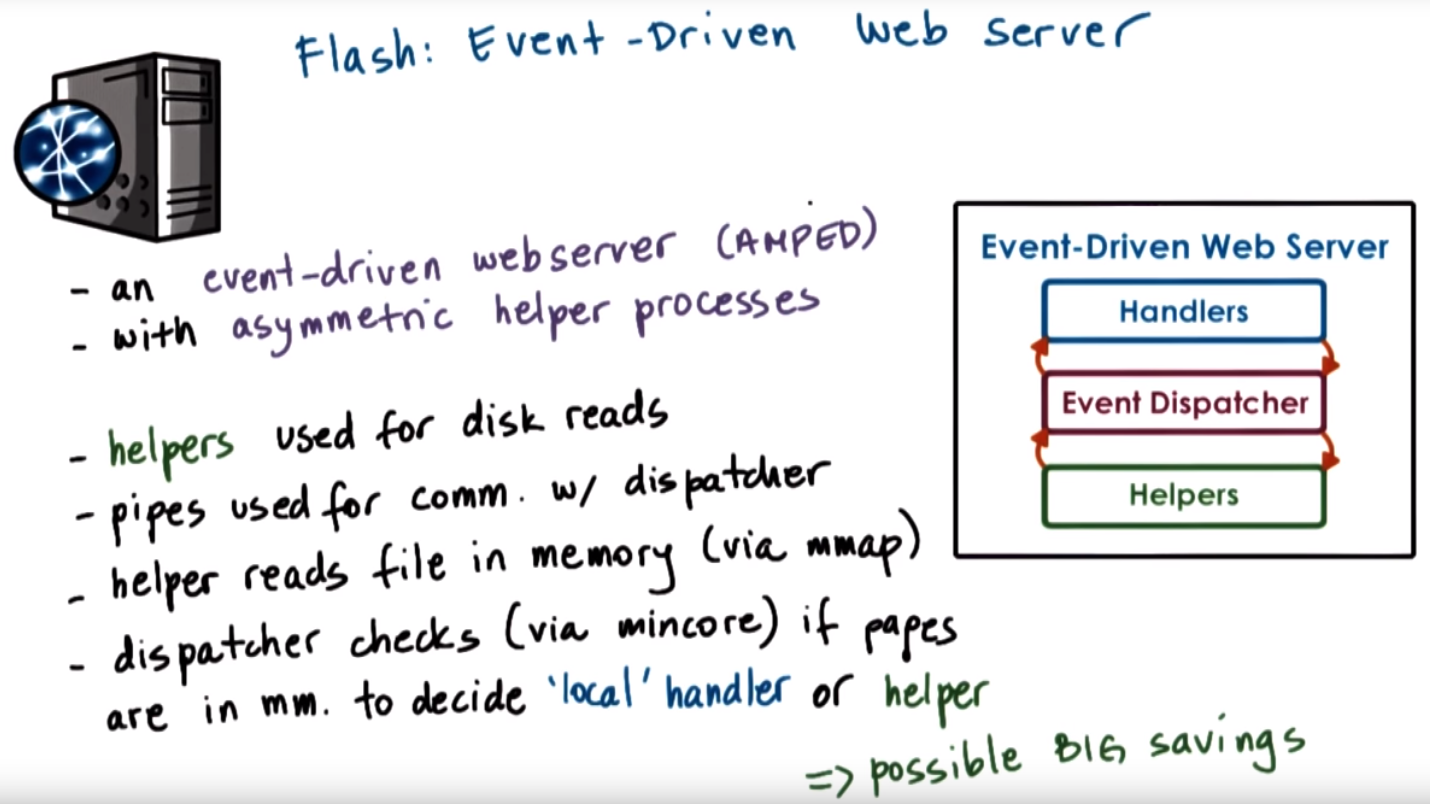 Flash: Event-Driven Web Server
- an event-driven webserver (AMPED)
- with asymmetric helper processes
- helpers used for disk reads
- pipes used for comm. w/ dispatcher
- helper reads file in memory (via mmap)
- dispatcher checks (via mincore) if papes
are in mm. to decide 'local' handler or helper
=> possible BIG savings
Event-Driven Web Server
Handlers
Event Dispatcher
Helpers